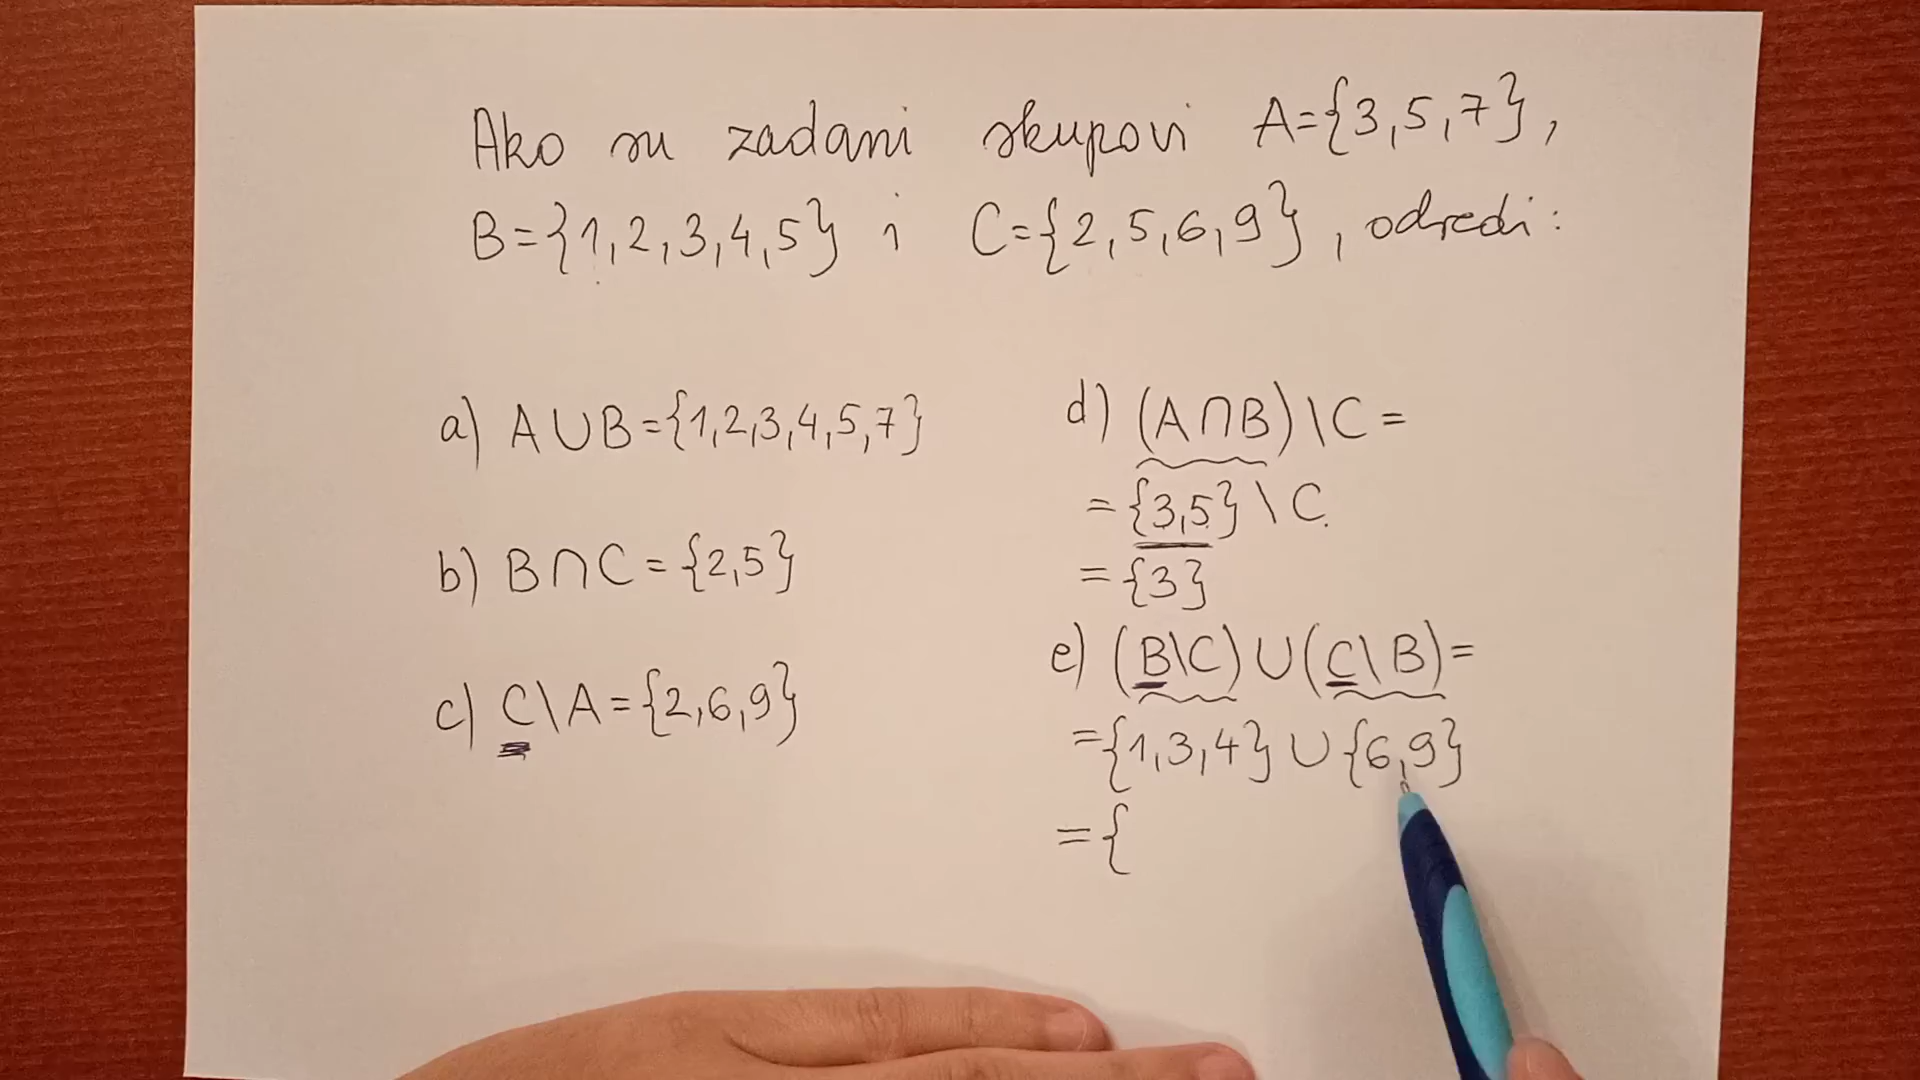 Ako su zadani skupovi A={3,5,7},
B={1,2,3,4,5} i C={2,5,6,9}, odredi:
a) A∪B={1,2,3,4,5,7}
b) B∩C={2,5}
c) C\A={2,6,9}
d) (A∩B)\C=
={3,5}\C
={3}
e) (B\C)∪(C\B)=
={1,3,4}∪{6,9}
={